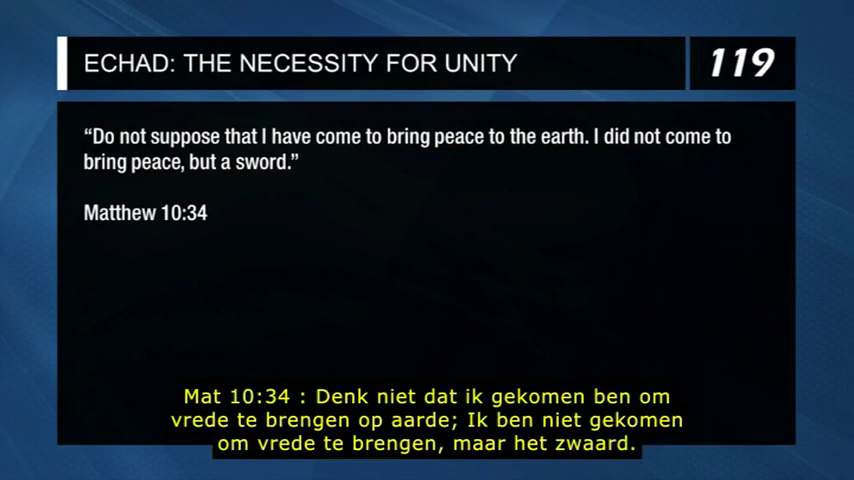 ECHAD: THE NECESSITY FOR UNITY 119
“Do not suppose that I have come to bring peace to the earth. I did not come to
bring peace, but a sword.”
Matthew 10:34
Mat 10:34 : Denk niet dat ik gekomen ben om
vrede te brengen op aarde; Ik ben niet gekomen
om vrede te brengen, maar het zwaard.